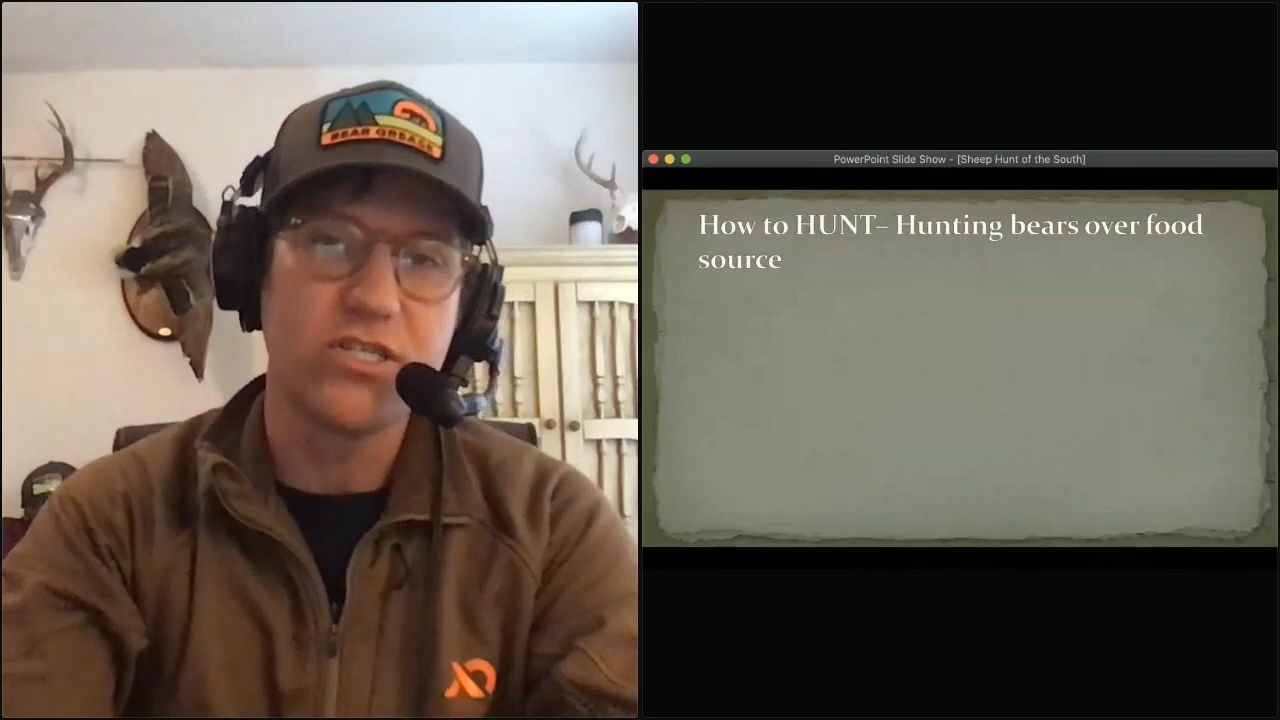 BEAR GREASE
PowerPoint Slide Show - [Sheep Hunt of the South]
How to HUNT– Hunting bears over food
source